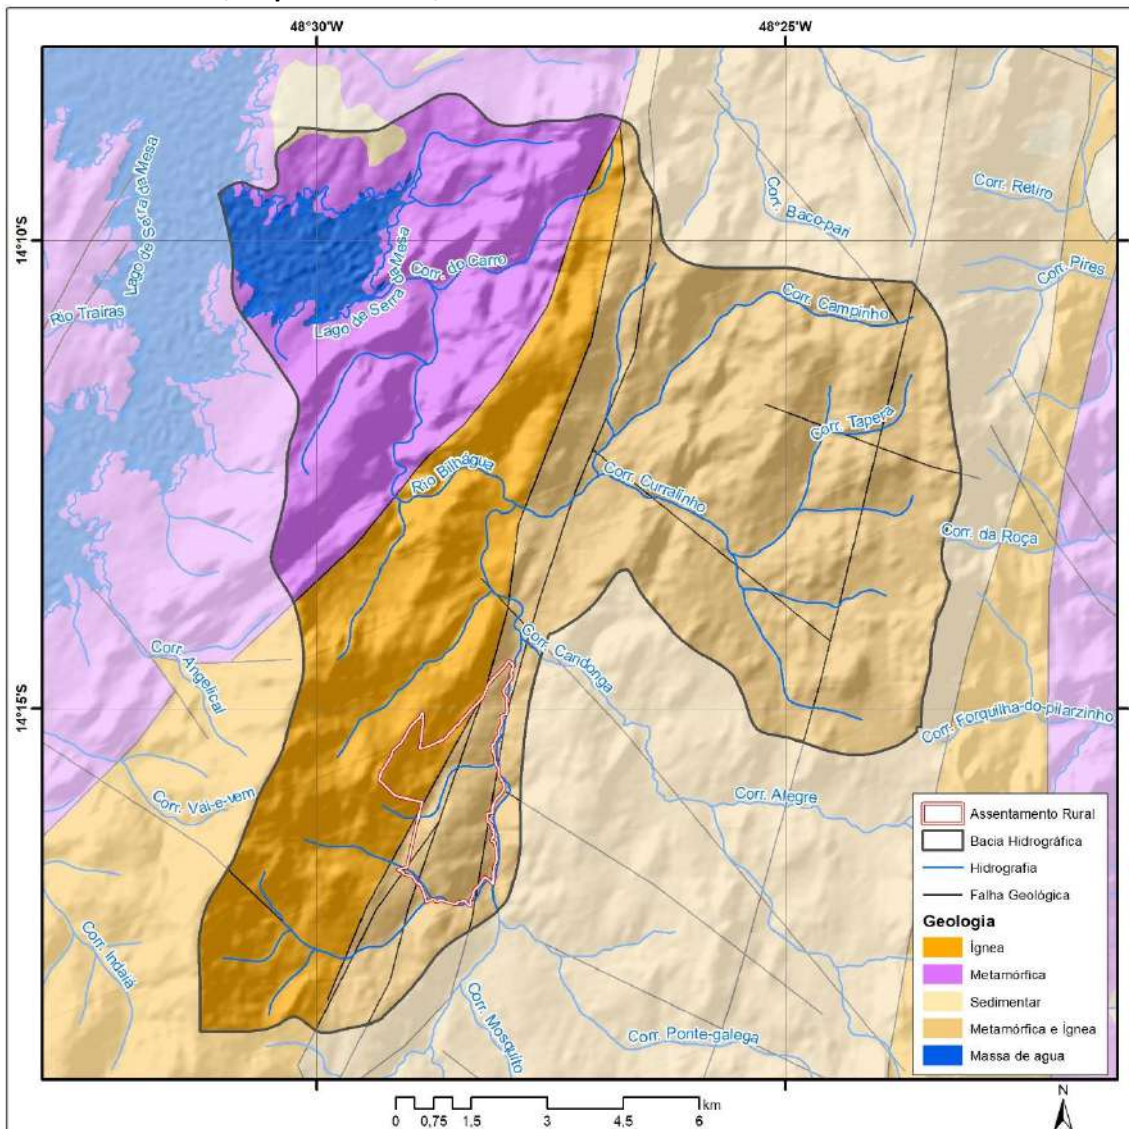 48°30'W
48°25'W
14°10'S
14°15'S
Lago de Serra da Mesa
Rio Traíras
Lago de Serra da Mesa
Corr. do Carro
Corr. Baco-pari
Corr. Retiro
Corr. Pires
Corr. Campinho
Corr. Tapera
Rio Bilhágua
Corr. Curralinho
Corr. da Roça
Corr. Angelical
Corr. Candonga
Corr. Forquilha-do-pilarzinho
Corr. Vai-e-vem
Corr. Alegre
Corr. Indaiá
Corr. Mosquito
Corr. Ponte-galega
Assentamento Rural
Bacia Hidrográfica
Hidrografia
Falha Geológica
Geologia
Ígnea
Metamórfica
Sedimentar
Metamórfica e Ígnea
Massa de agua
0 0,75 1,5 3 4,5 6 km
N